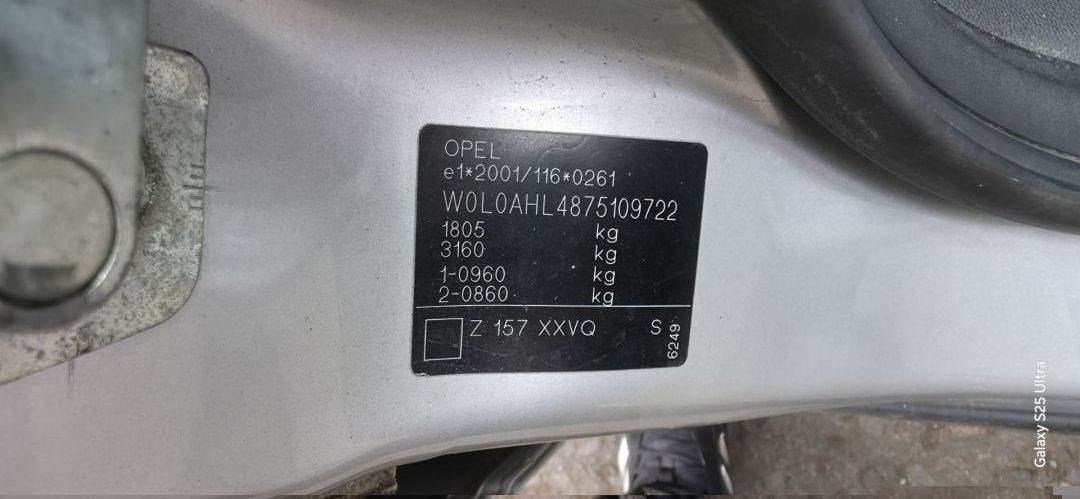 OPEL
e1*2001/116*0261
W0L0AHL4875109722
1805 kg
3160 kg
1-0960 kg
2-0860 kg
Z 157 XXVQ S
6249
Galaxy S25 Ultra